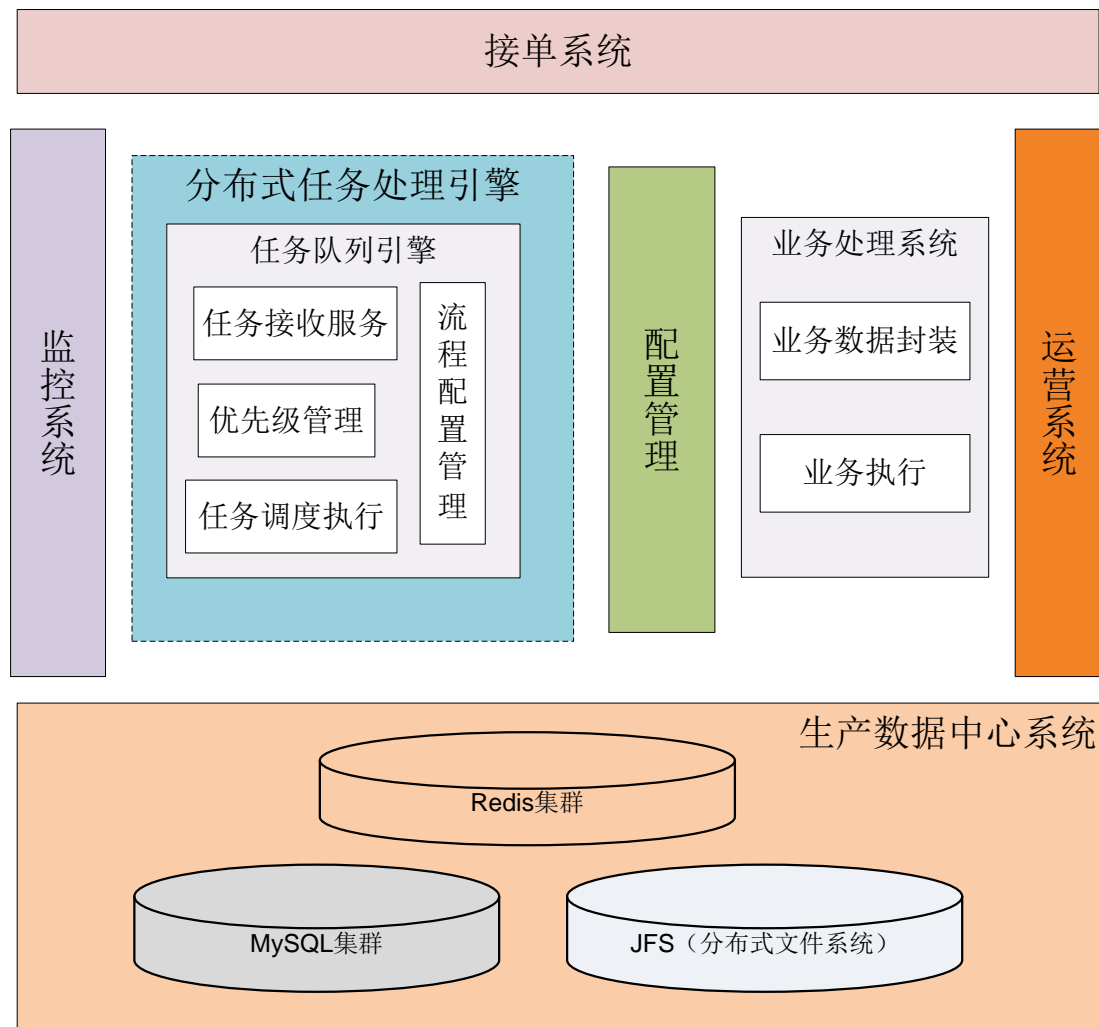 接单系统
监控系统
分布式任务处理引擎
任务队列引擎
任务接收服务
优先级管理
任务调度执行
流程配置管理
配置管理
业务处理系统
业务数据封装
业务执行
运营系统
生产数据中心系统
Redis集群
MySQL集群
JFS（分布式文件系统）